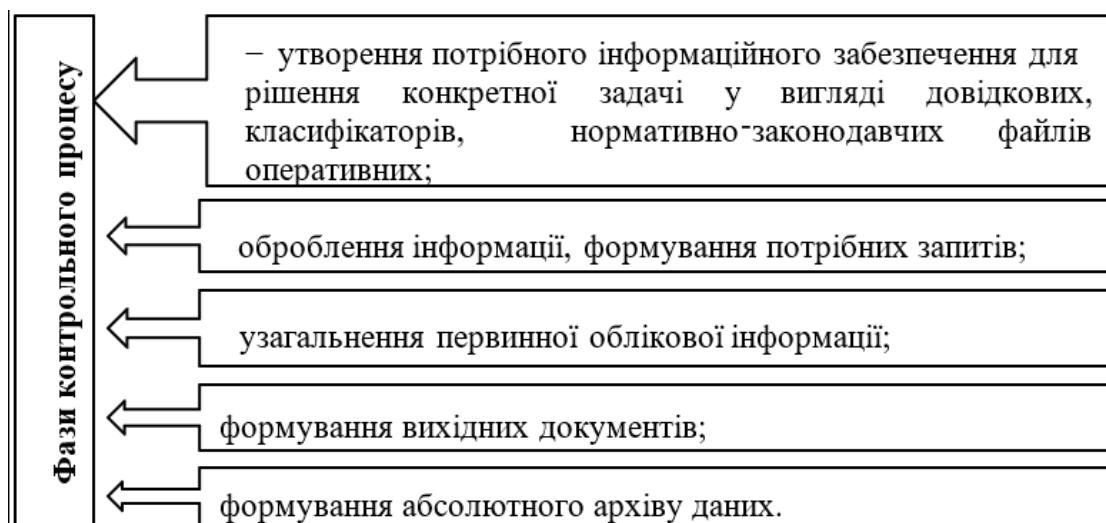 Фази контрольного процесу
– утворення потрібного інформаційного забезпечення для
рішення конкретної задачі у вигляді довідкових,
класифікаторів, нормативно-законодавчих файлів
оперативних;
оброблення інформації, формування потрібних запитів;
узагальнення первинної облікової інформації;
формування вихідних документів;
формування абсолютного архіву даних.